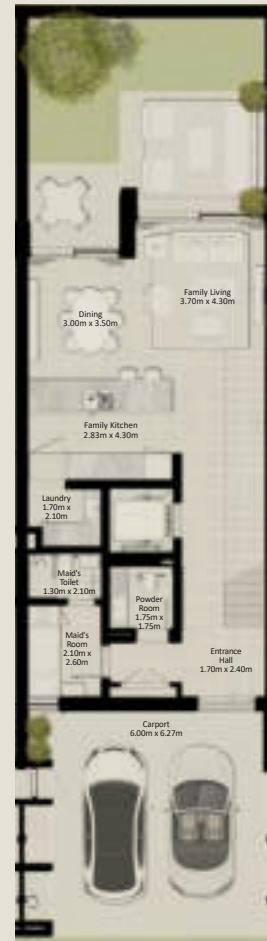 Family Living
3.70m x 4.30m
Dining
3.00m x 3.50m
Family Kitchen
2.83m x 4.30m
Laundry
1.70m x
2.10m
Maid's
Toilet
1.30m x 2.10m
Powder
Room
1.75m x
1.75m
Maid's
Room
2.10m x
2.60m
Entrance
Hall
1.70m x 2.40m
Carport
6.00m x 6.27m